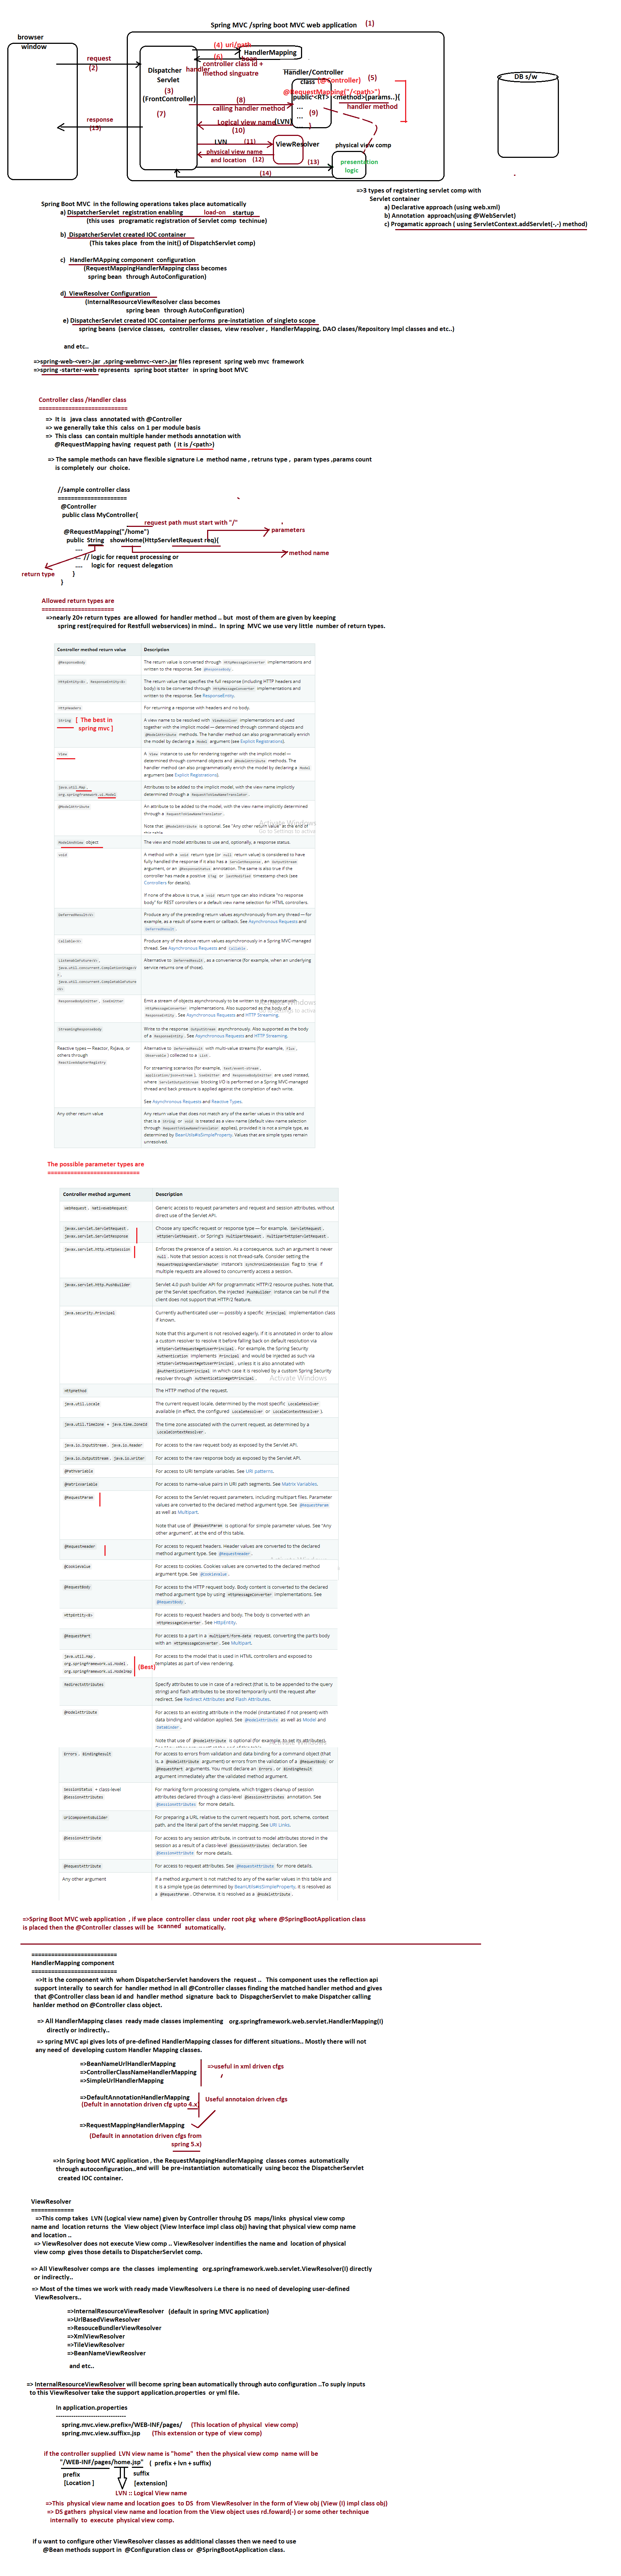 Spring MVC /spring boot MVC web application (1)
browser
window
request
(2)
response
(15)
Dispatcher
Servlet
(3)
(FrontController)
(7)
(4) uri/path
(6)
HandlerMapping
bean
handler
controller class id +
method singuatre
Handler/Controller
class (@Controller) (5)
@RequestMapping("/<path>")
public <RT> <method>(params..){
handler method
...
... (9)
}
(8)
calling handler method
Logical view name (LVN)
(10)
LVN (11)
ViewResolver
physical view name
and location (12)
physical view comp
(13)
presentation
logic
(14)
DB s/w
=>3 types of registerting servlet comp with
Servlet container
a) Declarative approach (using web.xml)
b) Annotation approach(using @WebServlet)
c) Progamatic approach ( using ServletContext.addServlet(-,-) method)
Spring Boot MVC in the following operations takes place automatically
a) DispatcherServlet registration enabling load-on startup
(this uses programatic registration of Servlet comp techinue)
b) DispatcherServlet created IOC container
(This takes place from the init() of DispatchServlet comp)
c) HandlerMApping component configuration
(RequestMappingHandlerMapping class becomes
spring bean through AutoConfiguration)
d) ViewResolver Configuration
(InternalResourceViewResolver class becomes
spring bean through AutoConfiguration)
e) DispatcherServlet created IOC container performs pre-instatiation of singleto scope
spring beans (service classes, controller classes, view resolver , HandlerMapping, DAO classes/Repository Impl classes and etc..)
and etc..
=>spring-web-<ver>.jar ,spring-webmvc-<ver>.jar files represent spring web mvc framework
=>spring -starter-web represents spring boot statter in spring boot MVC
Controller class /Handler class
==========================
=> It is java class annotated with @Controller
=> we generally take this calss on 1 per module basis
=> This class can contain multiple hander methods annotation with
@RequestMapping having request path ( it is /<path>)
=> The sample methods can have flexible signature i.e method name , retruns type , param types ,params count
is completely our choice.
//sample controller class
====================
@Controller
public class MyController{
request path must start with "/"
@RequestMapping("/home")
parameters
public String showHome(HttpServletRequest req){
....
... // logic for request processing or
method name
.... logic for request delegation
return type
}
}
Allowed return types are
=====================
=>nearly 20+ return types are allowed for handler method .. but most of them are given by keeping
spring rest(required for Restfull webservices) in mind.. In spring MVC we use very little number of return types.
Controller method return value Description
@ResponseBody The return value is converted through HttpMessageConverter implementations and
written to the response. See @ResponseBody.
HttpEntity<B>, ResponseEntity<B> The return value that specifies the full response (including HTTP headers and
body) is to be converted through HttpMessageConverter implementations and
written to the response. See ResponseEntity.
HttpHeaders For returning a response with headers and no body.
String [ The best in
spring mvc ]
A view name to be resolved with ViewResolver implementations and used
together with the implicit model — determined through command objects and
@ModelAttribute methods. The handler method can also programmatically enrich
the model by declaring a Model argument (see Explicit Registrations).
View A View instance to use for rendering together with the implicit model —
determined through command objects and @ModelAttribute methods. The
handler method can also programmatically enrich the model by declaring a Model
argument (see Explicit Registrations).
java.util.Map, org.springframework.ui.Model Attributes to be added to the implicit model, with the view name implicitly
determined through a RequestToViewNameTranslator.
@ModelAttribute An attribute to be added to the model, with the view name implicitly determined
through a RequestToViewNameTranslator.
Note that @ModelAttribute is optional. See "Any other return value" at the end of
Activate Windows
ModelAndView object The view and model attributes to use and, optionally, a response status.
void A method with a void return type (or null return value) is considered to have
fully handled the response if it also has a ServletResponse, an OutputStream
argument, or an @ResponseStatus annotation. The same is also true if the
controller has made a positive ETag or lastModified timestamp check (see
Controllers for details).
If none of the above is true, a void return type can also indicate "no response
body" for REST controllers or a default view name selection for HTML controllers.
DeferredResult<V> Produce any of the preceding return values asynchronously from any thread — for
example, as a result of some event or callback. See Asynchronous Requests and
DeferredResult.
Callable<V> Produce any of the above return values asynchronously in a Spring MVC-managed
thread. See Asynchronous Requests and Callable.
ListenableFuture<V>, java.util.concurrent.CompletionStage<V>, java.util.concurrent.CompletableFuture<V> Alternative to DeferredResult, as a convenience (for example, when an underlying
service returns one of those).
ResponseBodyEmitter, SseEmitter Emit a stream of objects asynchronously to be written to the response with
HttpMessageConverter implementations. Also supported as the body of a
ResponseEntity. See Asynchronous Requests and HTTP Streaming.
StreamingResponseBody Write to the response OutputStream asynchronously. Also supported as the body
of a ResponseEntity. See Asynchronous Requests and HTTP Streaming.
Reactive types — Reactor, RxJava, or
others through
ReactiveAdapterRegistry
Alternative to DeferredResult with multi-value streams (for example, Flux,
Observable) collected to a List.
For streaming scenarios (for example, text/event-stream,
application/json+stream), SseEmitter and ResponseBodyEmitter are used instead,
where ServletOutputStream blocking I/O is performed on a Spring MVC-managed
thread and back pressure is applied against the completion of each write.
See Asynchronous Requests and Reactive Types.
Any other return value Any return value that does not match any of the earlier values in this table and
that is a String or void is treated as a view name (default view name selection
through RequestToViewNameTranslator applies), provided it is not a simple type, as
determined by BeanUtils#isSimpleProperty. Values that are simple types remain
unresolved.
The possible parameter types are
===========================
Controller method argument Description
WebRequest, NativeWebRequest Generic access to request parameters and request and session attributes, without
direct use of the Servlet API.
javax.servlet.ServletRequest, javax.servlet.ServletResponse Choose any specific request or response type — for example, ServletRequest,
HttpServletRequest, or Spring's MultipartRequest, MultipartHttpServletRequest.
javax.servlet.http.HttpSession Enforces the presence of a session. As a consequence, such an argument is never
null. Note that session access is not thread-safe. Consider setting the
RequestMappingHandlerAdapter instance's synchronizeOnSession flag to true if
multiple requests are allowed to concurrently access a session.
javax.servlet.http.PushBuilder Servlet 4.0 push builder API for programmatic HTTP/2 resource pushes. Note that,
per the Servlet specification, the injected PushBuilder instance can be null if the
client does not support that HTTP/2 feature.
java.security.Principal Currently authenticated user — possibly a specific Principal implementation class
if known.
Note that this argument is not resolved eagerly, if it is annotated in order to allow
a custom resolver to resolve it before falling back on default resolution via
HttpServletRequest#getUserPrincipal. For example, the Spring Security
Authentication implements Principal and would be injected as such via
HttpServletRequest#getUserPrincipal, unless it is also annotated with
@AuthenticationPrincipal in which case it is resolved by a custom Spring Security
resolver through Authentication#getPrincipal.
Activate Windows
HttpMethod The HTTP method of the request.
java.util.Locale The current request locale, determined by the most specific LocaleResolver
available (in effect, the configured LocaleResolver or LocaleContextResolver).
java.util.TimeZone + java.time.ZoneId The time zone associated with the current request, as determined by a
LocaleContextResolver.
java.io.InputStream, java.io.Reader For access to the raw request body as exposed by the Servlet API.
java.io.OutputStream, java.io.Writer For access to the raw response body as exposed by the Servlet API.
@PathVariable For access to URI template variables. See URI patterns.
@MatrixVariable For access to name-value pairs in URI path segments. See Matrix Variables.
@RequestParam For access to the Servlet request parameters, including multipart files. Parameter
values are converted to the declared method argument type. See @RequestParam
as well as Multipart.
Note that use of @RequestParam is optional for simple parameter values. See "Any
other argument", at the end of this table.
@RequestHeader For access to request headers. Header values are converted to the declared
method argument type. See @RequestHeader.
@CookieValue For access to cookies. Cookies values are converted to the declared method
argument type. See @CookieValue.
@RequestBody For access to the HTTP request body. Body content is converted to the declared
method argument type by using HttpMessageConverter implementations. See
@RequestBody.
HttpEntity<B> For access to request headers and body. The body is converted with an
HttpMessageConverter. See HttpEntity.
@RequestPart For access to a part in a multipart/form-data request, converting the part's body
with an HttpMessageConverter. See Multipart.
java.util.Map, org.springframework.ui.Model, org.springframework.ui.ModelMap (Best) For access to the model that is used in HTML controllers and exposed to
templates as part of view rendering.
RedirectAttributes Specify attributes to use in case of a redirect (that is, to be appended to the query
string) and flash attributes to be stored temporarily until the request after
redirect. See Redirect Attributes and Flash Attributes.
@ModelAttribute For access to an existing attribute in the model (instantiated if not present) with
data binding and validation applied. See @ModelAttribute as well as Model and
DataBinder.
Note that use of @ModelAttribute is optional (for example, to set its attributes).
Errors, BindingResult For access to errors from validation and data binding for a command object (that
is, a @ModelAttribute argument) or errors from the validation of a @RequestBody or
@RequestPart arguments. You must declare an Errors, or BindingResult
argument immediately after the validated method argument.
SessionStatus + class-level @SessionAttributes For marking form processing complete, which triggers cleanup of session
attributes declared through a class-level @SessionAttributes annotation. See
@SessionAttributes for more details.
UriComponentsBuilder For preparing a URL relative to the current request's host, port, scheme, context
path, and the literal part of the servlet mapping. See URI Links.
@SessionAttribute For access to any session attribute, in contrast to model attributes stored in the
session as a result of a class-level @SessionAttributes declaration. See
@SessionAttribute for more details.
@RequestAttribute For access to request attributes. See @RequestAttribute for more details.
Any other argument If a method argument is not matched to any of the earlier values in this table and
it is a simple type (as determined by BeanUtils#isSimpleProperty), it is resolved as
a @RequestParam. Otherwise, it is resolved as a @ModelAttribute.
=>Spring Boot MVC web application , if we place controller class under root pkg where @SpringBootApplication class
is placed then the @Controller classes will be scanned automatically.
=========================
HandlerMapping component
=========================
=>It is the component with whom DispatcherServlet handovers the request .. This component uses the reflection api
support interally to search for handler method in all @Controller classes finding the matched handler method and gives
that @Controller class bean id and handler method signature back to DispagcherServlet to make Dispatcher calling
hanlder method on @Controller class object.
=> All HandlerMapping classes ready made classes implementing org.springframework.web.servlet.HandlerMapping(I)
directly or indirectly..
=> spring MVC api gives lots of pre-defined HandlerMapping classes for different situations.. Mostly there will not
any need of developing custom Handler Mapping classes.
=>BeanNameUrlHandlerMapping
=>ControllerClassNameHandlerMapping
=>SimpleUrlHandlerMapping
=>useful in xml driven cfgs
=>DefaultAnnotationHandlerMapping
(Defult in annotation driven cfg upto 4.x)
Useful annotaion driven cfgs
=>RequestMappingHandlerMapping
(Default in annotation driven cfgs from
spring 5.x)
=>In Spring boot MVC application , the RequestMappingHandlerMapping classes comes automatically
through autoconfiguration..and will be pre-instantiation automatically using becoz the DispatcherServlet
created IOC container.
ViewResolver
=============
=>This comp takes LVN (Logical view name) given by Controller throuhg DS maps/links physical view comp
name and location returns the View object (View Interface impl class obj) having that physical view comp name
and location ..
=> ViewResolver does not execute View comp .. ViewResolver indentifies the name and location of physical
view comp gives those details to DispatcherServlet comp.
=> All ViewResolver comps are the classes implementing org.springframework.web.servlet.ViewResolver(I) directly
or indirectly..
=> Most of the times we work with ready made ViewResolvers i.e there is no need of developing user-defined
ViewResolvers..
=>InternalResourceViewResolver (default in spring MVC application)
=>UrlBasedViewResolver
=>ResouceBundlerViewResolver
=>XmlViewResolver
=>TileViewResolver
=>BeanNameViewReoslver
and etc..
=> InternalResourceViewResolver will become spring bean automatically through auto configuration ..To suply inputs
to this ViewResolver take the support application.properties or yml file.
In application.properties
-------------------------------
spring.mvc.view.prefix=/WEB-INF/pages/ (This location of physical view comp)
spring.mvc.view.suffix=.jsp (This extension or type of view comp)
if the controller supplied LVN view name is "home" then the physical view comp name will be
"/WEB-INF/pages/home.jsp" ( prefix + lvn + suffix)
prefix
[Location ]
suffix
[extension]
LVN :: Logical View name
=>This physical view name and location goes to DS from ViewResolver in the form of View obj (View (I) impl class obj)
=> DS gathers physical view name and location from the View object uses rd.foward(-) or some other technique
internally to execute physical view comp.
if u want to configure other ViewResolver classes as additional classes then we need to use
@Bean methods support in @Configuration class or @SpringBootApplication class.